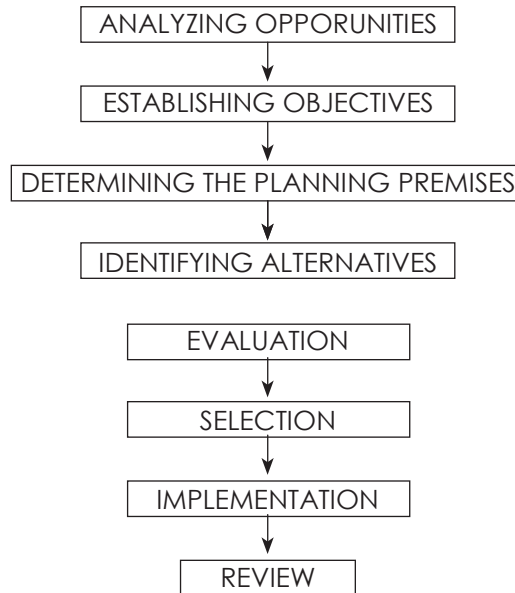 ANALYZING OPPORUNITIES
ESTABLISHING OBJECTIVES
DETERMINING THE PLANNING PREMISES
IDENTIFYING ALTERNATIVES
EVALUATION
SELECTION
IMPLEMENTATION
REVIEW